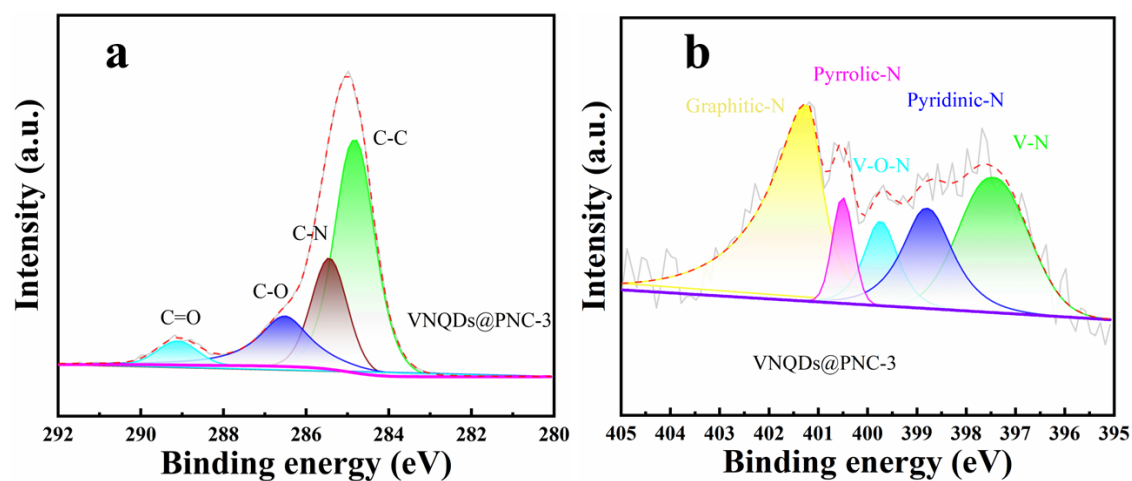 a
C-C
C-N
C-O
C=O
VNQDs@PNC-3
Intensity (a.u.)
292 290 288 286 284 282 280
Binding energy (eV)
b
Pyrrolic-N
Graphitic-N
Pyridinic-N
V-O-N
V-N
VNQDs@PNC-3
Intensity (a.u.)
405 404 403 402 401 400 399 398 397 396 395
Binding energy (eV)